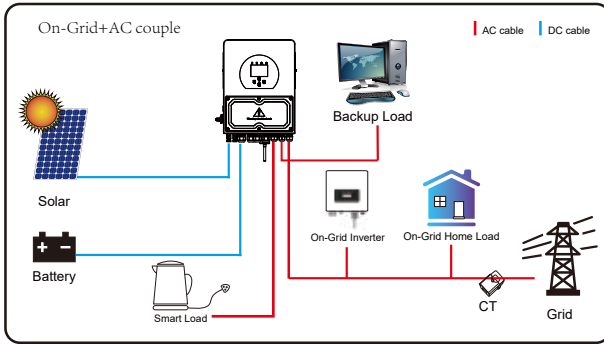 On-Grid+AC couple
AC cable
DC cable
Backup Load
Solar
On-Grid Inverter
On-Grid Home Load
Battery
Smart Load
CT
Grid